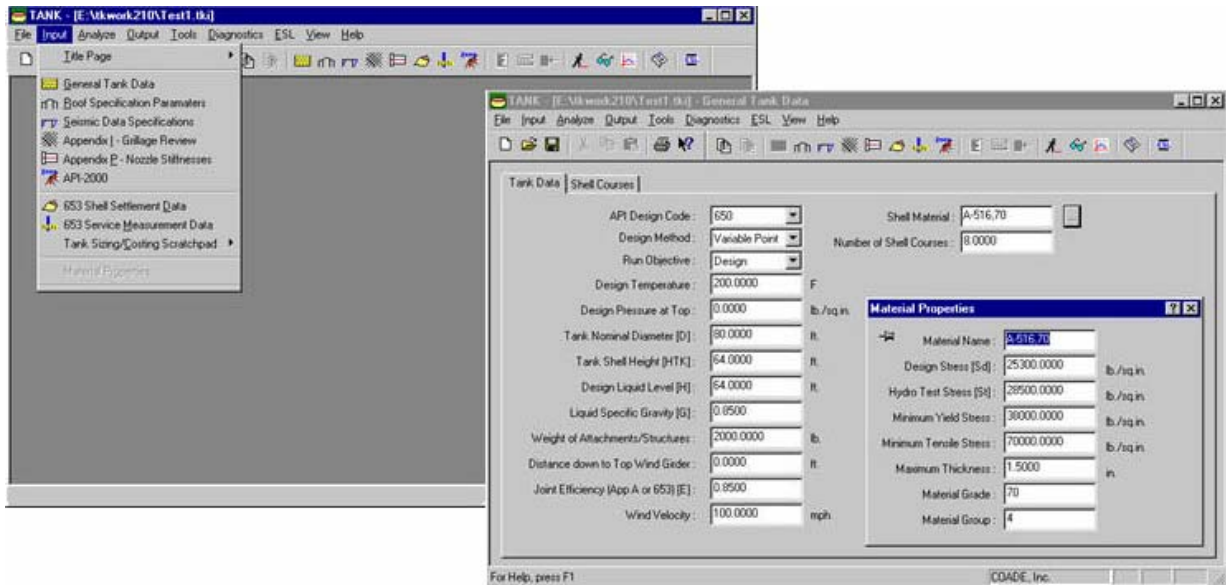 TANK - [E:\tkwork210\Test1.tki]
File Input Analyze Output Tools Diagnostics ESL View Help
Title Page
General Tank Data
Roof Specification Paramaters
Seismic Data Specifications
Appendix I - Grillage Review
Appendix P - Nozzle Stiffnesses
API-2000
653 Shell Settlement Data
653 Service Measurement Data
Tank Sizing/Costing Scratchpad
Material Properties
TANK - [E:\tkwork210\Test1.tki] - General Tank Data
File Input Analyze Output Tools Diagnostics ESL View Help
Tank Data Shell Courses
API Design Code : 650
Design Method : Variable Point
Run Objective : Design
Design Temperature : 200.0000 F
Design Pressure at Top : 0.0000 lb./sq.in.
Tank Nominal Diameter [D] : 80.0000 ft.
Tank Shell Height [HTK] : 64.0000 ft.
Design Liquid Level [H] : 64.0000 ft.
Liquid Specific Gravity [G] : 0.8500
Weight of Attachments/Structures : 2000.0000 lb.
Distance down to Top Wind Girder : 0.0000 ft.
Joint Efficiency (App A or 653) [E] : 0.8500
Wind Velocity : 100.0000 mph
Shell Material : A-516,70 ...
Number of Shell Courses : 8.0000
Material Properties
Material Name : A-516,70
Design Stress [Sd] : 25300.0000 lb./sq.in.
Hydro Test Stress [St] : 28500.0000 lb./sq.in.
Minimum Yield Stress : 38000.0000 lb./sq.in.
Minimum Tensile Stress : 70000.0000 lb./sq.in.
Maximum Thickness : 1.5000 in.
Material Grade : 70
Material Group : 4
For Help, press F1 COADE, Inc.